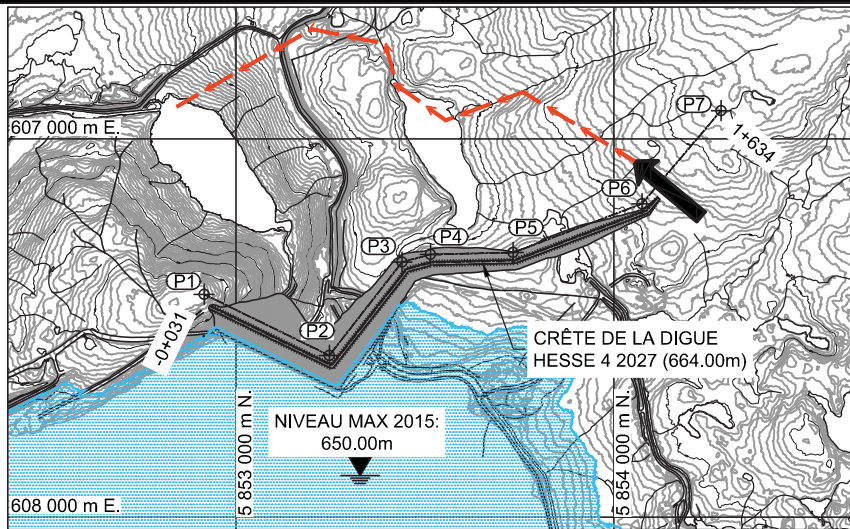 P7
607 000 m E.
1+634
P6
P5
P4
P3
P1
-0+031
P2
CRÊTE DE LA DIGUE
HESSE 4 2027 (664.00m)
NIVEAU MAX 2015:
650.00m
5 853 000 m N.
5 854 000 m N.
608 000 m E.